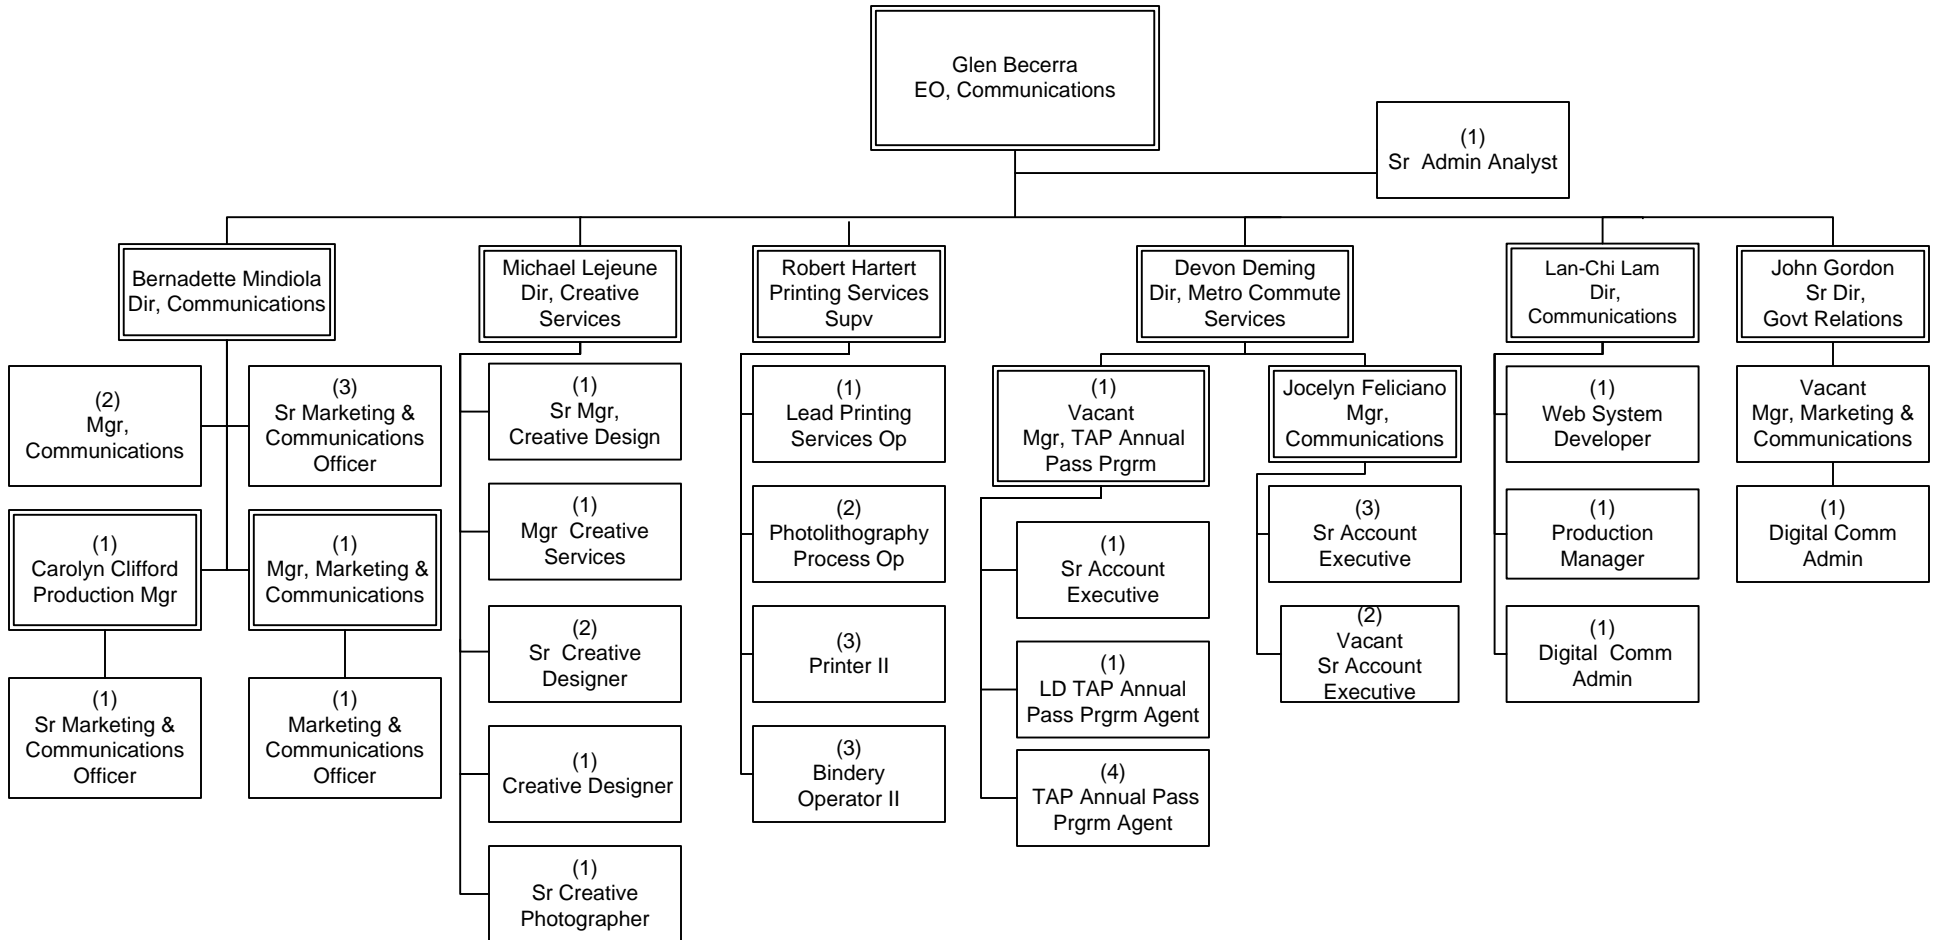 Glen Becerra
EO, Communications
(1)
Sr Admin Analyst
Bernadette Mindiola
Dir, Communications
(2)
Mgr,
Communications
(3)
Sr Marketing &
Communications
Officer
(1)
Carolyn Clifford
Production Mgr
(1)
Mgr, Marketing &
Communications
(1)
Sr Marketing &
Communications
Officer
(1)
Marketing &
Communications
Officer
Michael Lejeune
Dir, Creative
Services
(1)
Sr Mgr,
Creative Design
(1)
Mgr Creative
Services
(2)
Sr Creative
Designer
(1)
Creative Designer
(1)
Sr Creative
Photographer
Robert Hartert
Printing Services
Supv
(1)
Lead Printing
Services Op
(2)
Photolithography
Process Op
(3)
Printer II
(3)
Bindery
Operator II
Devon Deming
Dir, Metro Commute
Services
(1)
Vacant
Mgr, TAP Annual
Pass Prgrm
(1)
Sr Account
Executive
(1)
LD TAP Annual
Pass Prgrm Agent
(4)
TAP Annual Pass
Prgrm Agent
Jocelyn Feliciano
Mgr,
Communications
(3)
Sr Account
Executive
(2)
Vacant
Sr Account
Executive
Lan-Chi Lam
Dir,
Communications
(1)
Web System
Developer
(1)
Production
Manager
(1)
Digital Comm
Admin
John Gordon
Sr Dir,
Govt Relations
Vacant
Mgr, Marketing &
Communications
(1)
Digital Comm
Admin